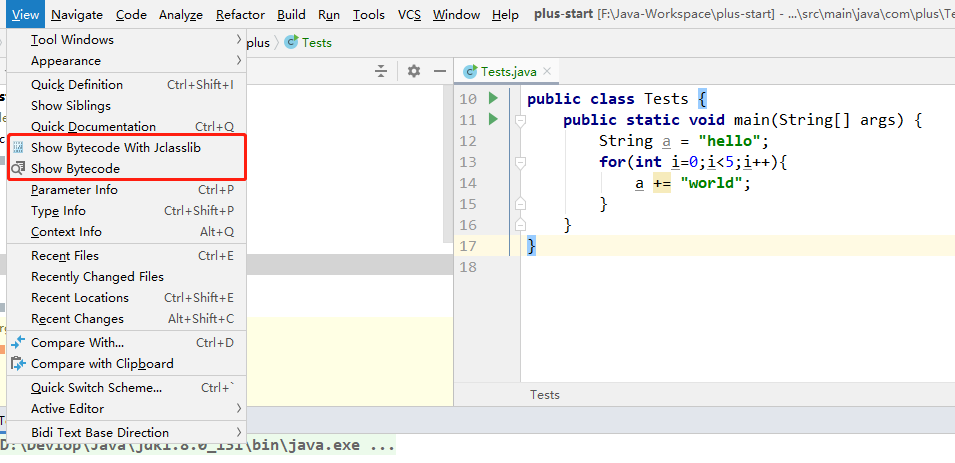 View Navigate Code Analyze Refactor Build Run Tools VCS Window Help plus-start [F:\Java-Workspace\plus-start] - ...\src\main\java\com\plus\Te
plus Tests
Tool Windows
Appearance
Quick Definition Ctrl+Shift+I
Show Siblings
Quick Documentation Ctrl+Q
Show Bytecode With Jclasslib
Show Bytecode
Parameter Info Ctrl+P
Type Info Ctrl+Shift+P
Context Info Alt+Q
Recent Files Ctrl+E
Recently Changed Files
Recent Locations Ctrl+Shift+E
Recent Changes Alt+Shift+C
Compare With... Ctrl+D
Compare with Clipboard
Quick Switch Scheme... Ctrl+`
Active Editor
Bidi Text Base Direction
Tests.java
10 public class Tests {
11 public static void main(String[] args) {
12 String a = "hello";
13 for(int i=0;i<5;i++){
14 a += "world";
15 }
16 }
17 }
18
Tests
D:\Devlop\Java\jdk1.8.0_151\bin\java.exe ...